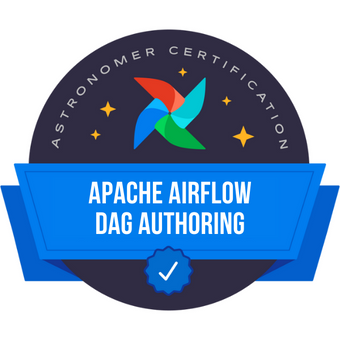 ASTRONOMER CERTIFICATION
APACHE AIRFLOW
DAG AUTHORING